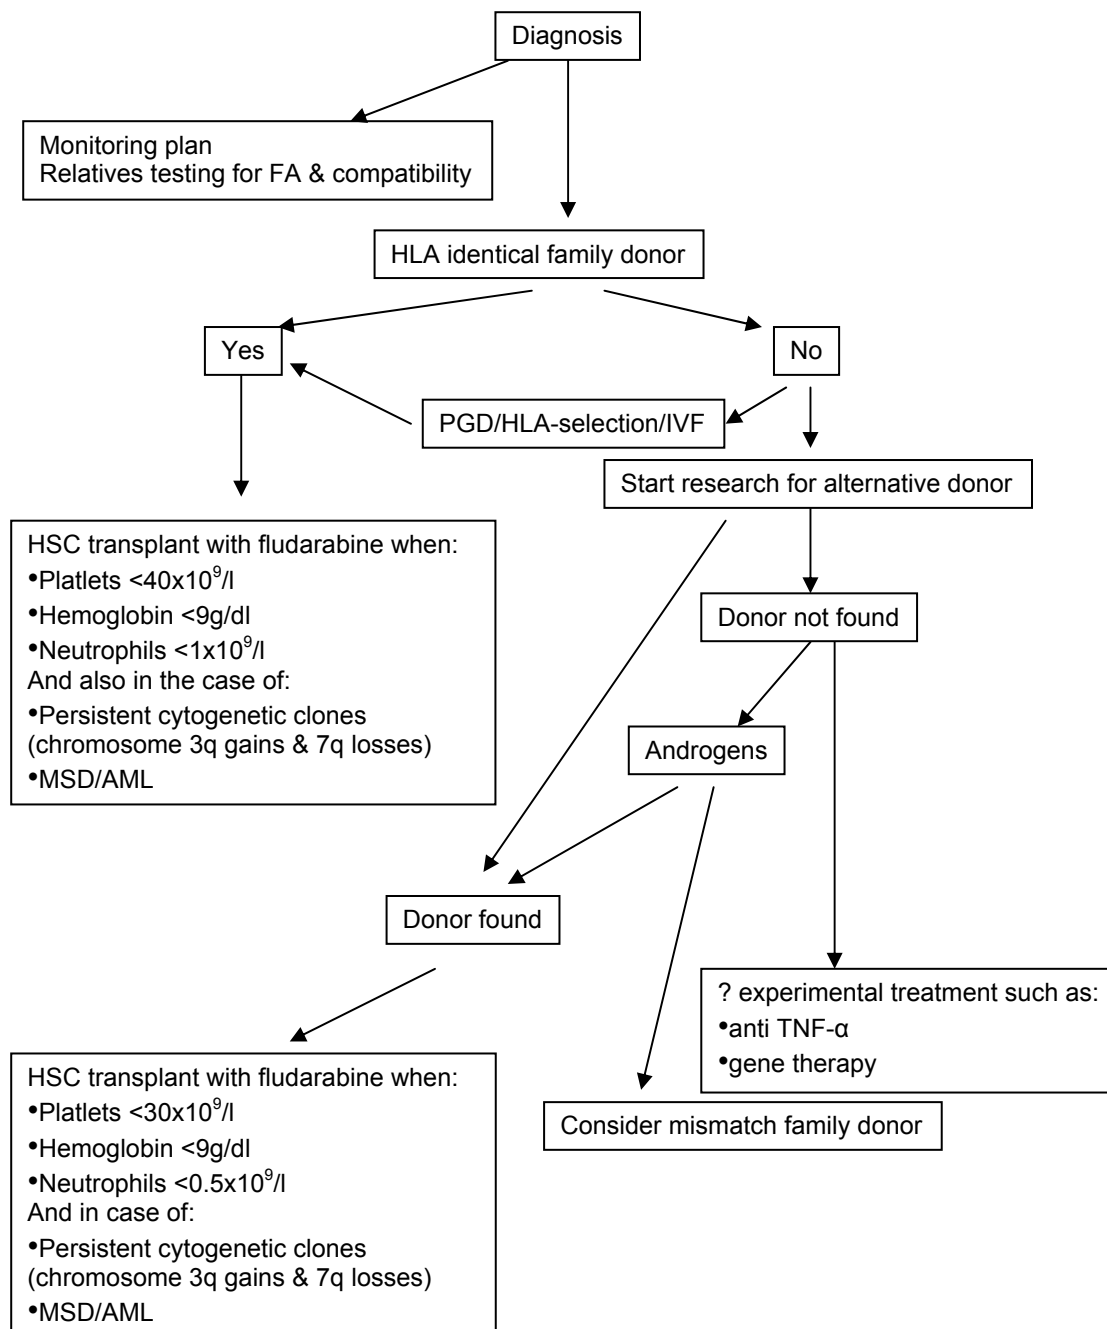 Diagnosis
Monitoring plan
Relatives testing for FA & compatibility
HLA identical family donor
Yes
No
PGD/HLA-selection/IVF
Start research for alternative donor
HSC transplant with fludarabine when:
•Platlets <40x10⁹/l
•Hemoglobin <9g/dl
•Neutrophils <1x10⁹/l
And also in the case of:
•Persistent cytogenetic clones
(chromosome 3q gains & 7q losses)
•MSD/AML
Donor not found
Androgens
Donor found
? experimental treatment such as:
•anti TNF-α
•gene therapy
Consider mismatch family donor
HSC transplant with fludarabine when:
•Platlets <30x10⁹/l
•Hemoglobin <9g/dl
•Neutrophils <0.5x10⁹/l
And in case of:
•Persistent cytogenetic clones
(chromosome 3q gains & 7q losses)
•MSD/AML